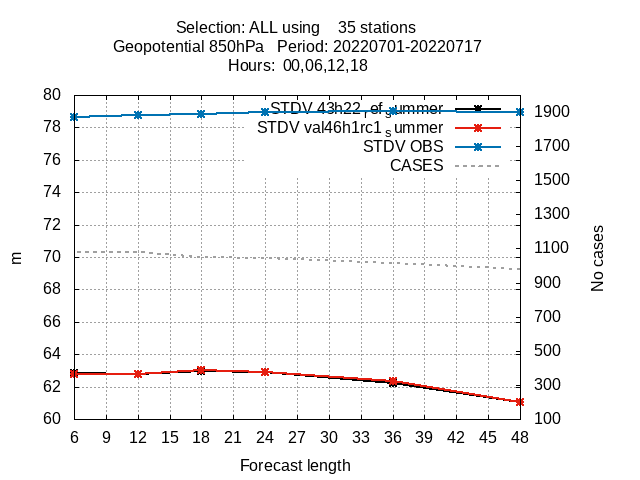 Selection: ALL using    35 stations
Geopotential 850hPa   Period: 20220701-20220717
Hours:  00,06,12,18
80
78
76
74
72
70
68
66
64
62
60
m
STDV 43h22_ref_summer
STDV val46h1rc1_summer
STDV OBS
CASES
1900
1700
1500
1300
1100
900
700
500
300
100
No cases
6 9 12 15 18 21 24 27 30 33 36 39 42 45 48
Forecast length